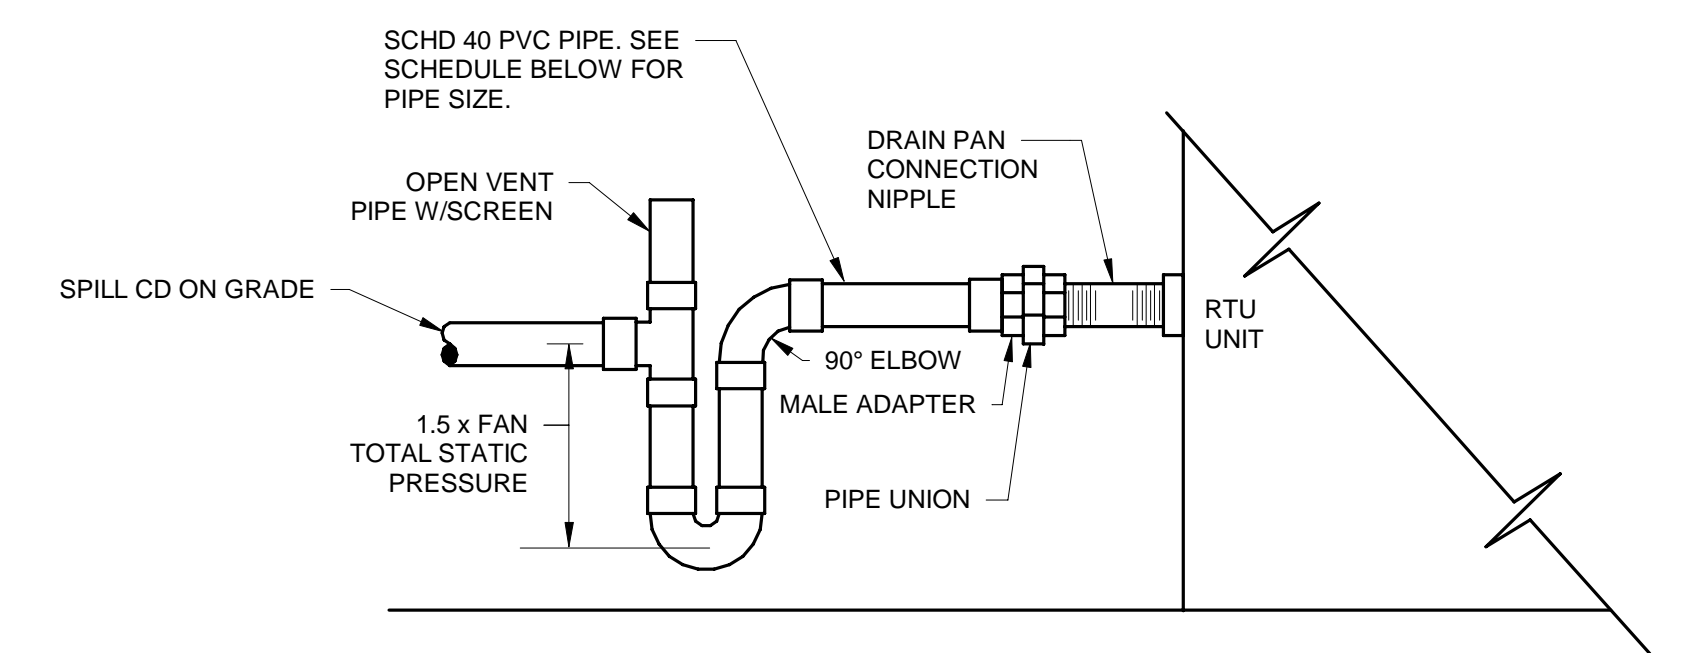 SCHD 40 PVC PIPE. SEE
SCHEDULE BELOW FOR
PIPE SIZE.
DRAIN PAN
CONNECTION
NIPPLE
OPEN VENT
PIPE W/SCREEN
SPILL CD ON GRADE
RTU
UNIT
90° ELBOW
MALE ADAPTER
1.5 x FAN
TOTAL STATIC
PRESSURE
PIPE UNION